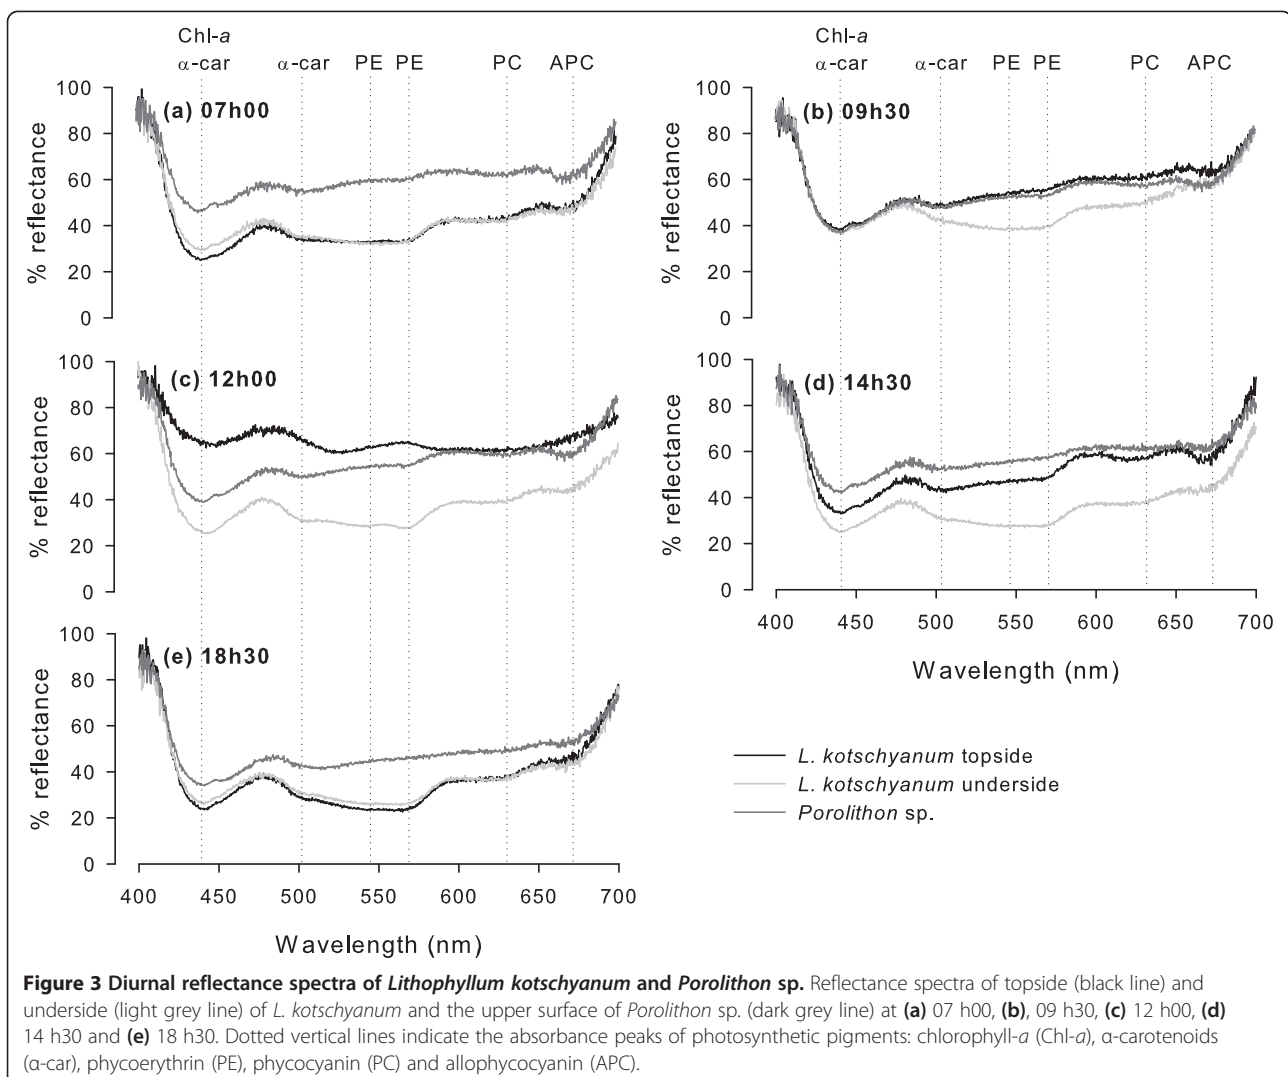 Chl-a
α-car α-car PE PE PC APC
(a) 07h00
% reflectance
100
80
60
40
20
0
Chl-a
α-car α-car PE PE PC APC
(b) 09h30
% reflectance
100
80
60
40
20
0
(c) 12h00
% reflectance
100
80
60
40
20
0
(d) 14h30
% reflectance
100
80
60
40
20
0
400 450 500 550 600 650 700
Wavelength (nm)
(e) 18h30
% reflectance
100
80
60
40
20
0
400 450 500 550 600 650 700
Wavelength (nm)
L. kotschyanum topside
L. kotschyanum underside
Porolithon sp.
Figure 3 Diurnal reflectance spectra of Lithophyllum kotschyanum and Porolithon sp. Reflectance spectra of topside (black line) and
underside (light grey line) of L. kotschyanum and the upper surface of Porolithon sp. (dark grey line) at (a) 07 h00, (b), 09 h30, (c) 12 h00, (d)
14 h30 and (e) 18 h30. Dotted vertical lines indicate the absorbance peaks of photosynthetic pigments: chlorophyll-a (Chl-a), α-carotenoids
(α-car), phycoerythrin (PE), phycocyanin (PC) and allophycocyanin (APC).